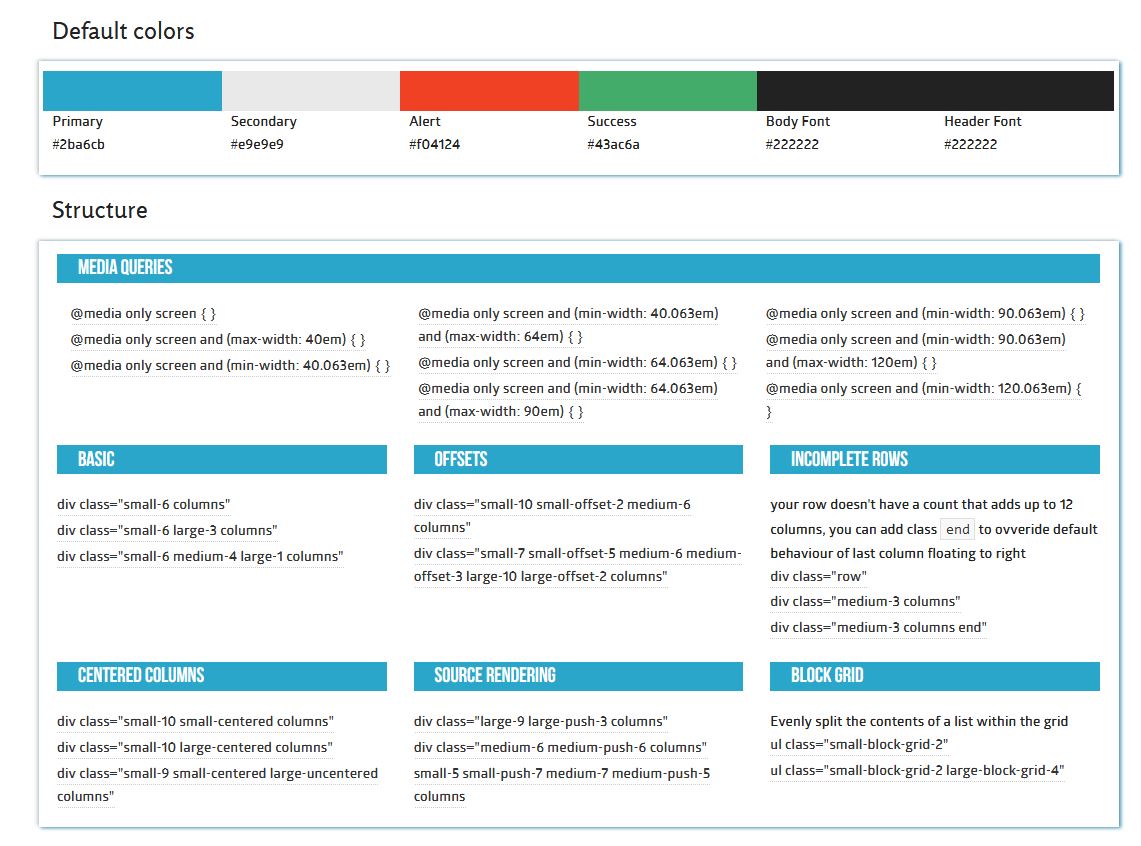 Default colors
Primary
#2ba6cb
Secondary
#e9e9e9
Alert
#f04124
Success
#43ac6a
Body Font
#222222
Header Font
#222222
Structure
MEDIA QUERIES
@media only screen { }
@media only screen and (max-width: 40em) { }
@media only screen and (min-width: 40.063em) { }
@media only screen and (min-width: 40.063em)
and (max-width: 64em) { }
@media only screen and (min-width: 64.063em) { }
@media only screen and (min-width: 64.063em)
and (max-width: 90em) { }
@media only screen and (min-width: 90.063em) { }
@media only screen and (min-width: 90.063em)
and (max-width: 120em) { }
@media only screen and (min-width: 120.063em) {
}
BASIC
div class="small-6 columns"
div class="small-6 large-3 columns"
div class="small-6 medium-4 large-1 columns"
OFFSETS
div class="small-10 small-offset-2 medium-6
columns"
div class="small-7 small-offset-5 medium-6 medium-
offset-3 large-10 large-offset-2 columns"
INCOMPLETE ROWS
your row doesn't have a count that adds up to 12
columns, you can add class end to ovveride default
behaviour of last column floating to right
div class="row"
div class="medium-3 columns"
div class="medium-3 columns end"
CENTERED COLUMNS
div class="small-10 small-centered columns"
div class="small-10 large-centered columns"
div class="small-9 small-centered large-uncentered
columns"
SOURCE RENDERING
div class="large-9 large-push-3 columns"
div class="medium-6 medium-push-6 columns"
small-5 small-push-7 medium-7 medium-push-5
columns
BLOCK GRID
Evenly split the contents of a list within the grid
ul class="small-block-grid-2"
ul class="small-block-grid-2 large-block-grid-4"